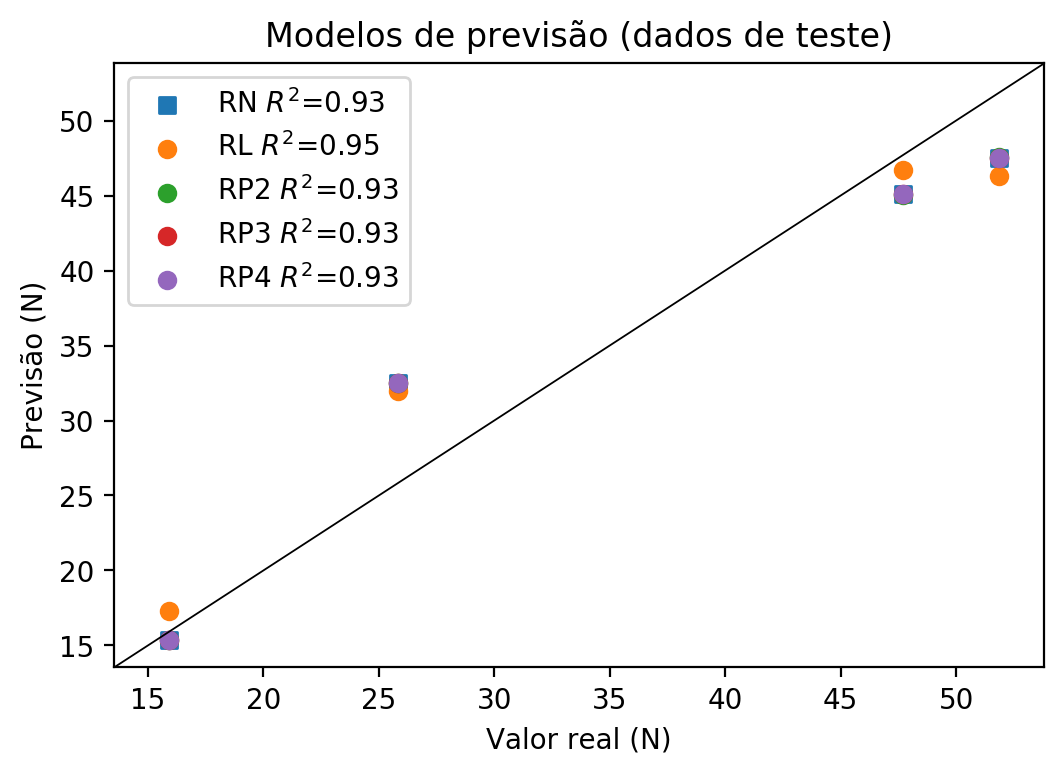 Modelos de previsão (dados de teste)
RN R²=0.93
RL R²=0.95
RP2 R²=0.93
RP3 R²=0.93
RP4 R²=0.93
50
45
40
35
30
25
20
15
Previsão (N)
15 20 25 30 35 40 45 50
Valor real (N)